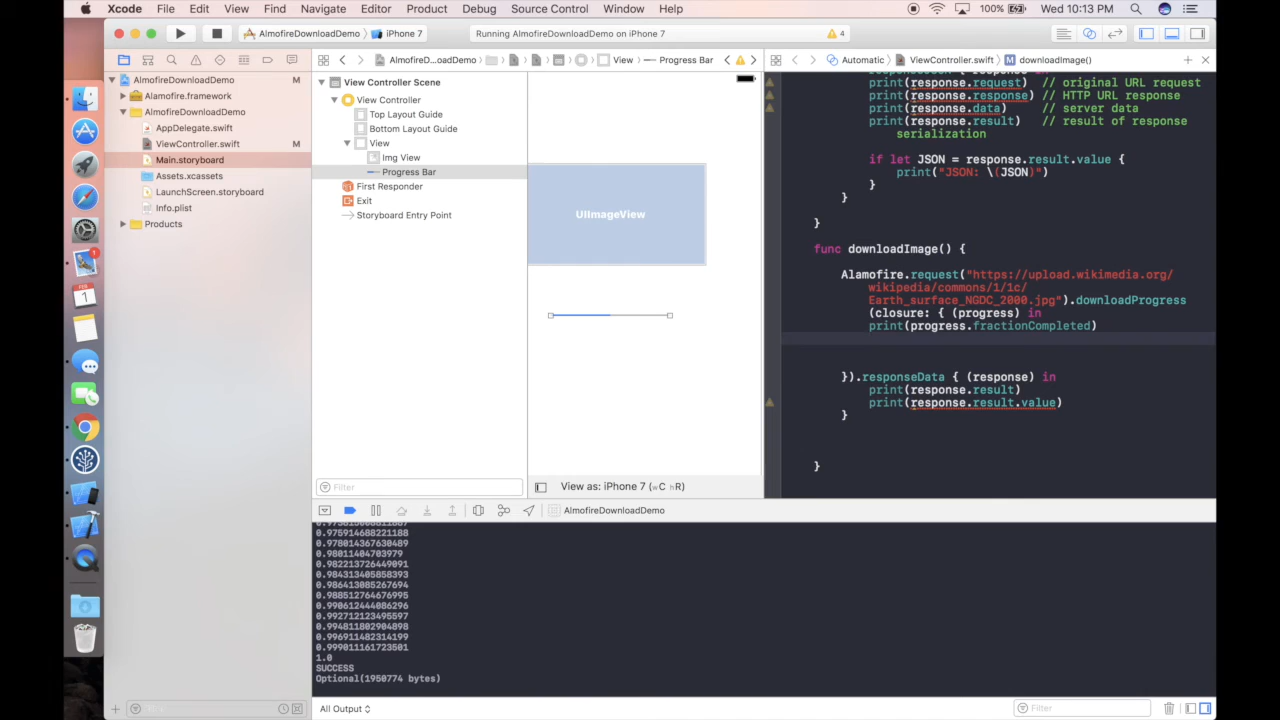 Xcode File Edit View Find Navigate Editor Product Debug Source Control Window Help 100% Wed 10:13 PM
AlmofireDownloadDemo iPhone 7 Running AlmofireDownloadDemo on iPhone 7 4
AlmofireD...loadDemo View Progress Bar Automatic ViewController.swift M downloadImage()
AlmofireDownloadDemo M
Alamofire.framework
AlmofireDownloadDemo
AppDelegate.swift
ViewController.swift M
Main.storyboard
Assets.xcassets
LaunchScreen.storyboard
Info.plist
Products
View Controller Scene
View Controller
Top Layout Guide
Bottom Layout Guide
View
Img View
Progress Bar
First Responder
Exit
Storyboard Entry Point
Filter
UIImageView
View as: iPhone 7 (wC hR)
print(response.request) // original URL request
print(response.response) // HTTP URL response
print(response.data) // server data
print(response.result) // result of response
serialization
if let JSON = response.result.value {
print("JSON: \(JSON)")
}
}
}
func downloadImage() {
Alamofire.request("https://upload.wikimedia.org/
wikipedia/commons/1/1c/
Earth_surface_NGDC_2000.jpg").downloadProgress
(closure: { (progress) in
print(progress.fractionCompleted)
}).responseData { (response) in
print(response.result)
print(response.result.value)
}
}
AlmofireDownloadDemo
0.975914688221188
0.978014367630489
0.98011404703979
0.982213726449091
0.984313405858393
0.986413085267694
0.988512764676995
0.990612444086296
0.992712123495597
0.994811802904898
0.996911482314199
0.999011161723501
1.0
SUCCESS
Optional(1950774 bytes)
All Output
Filter
FEB
1
1